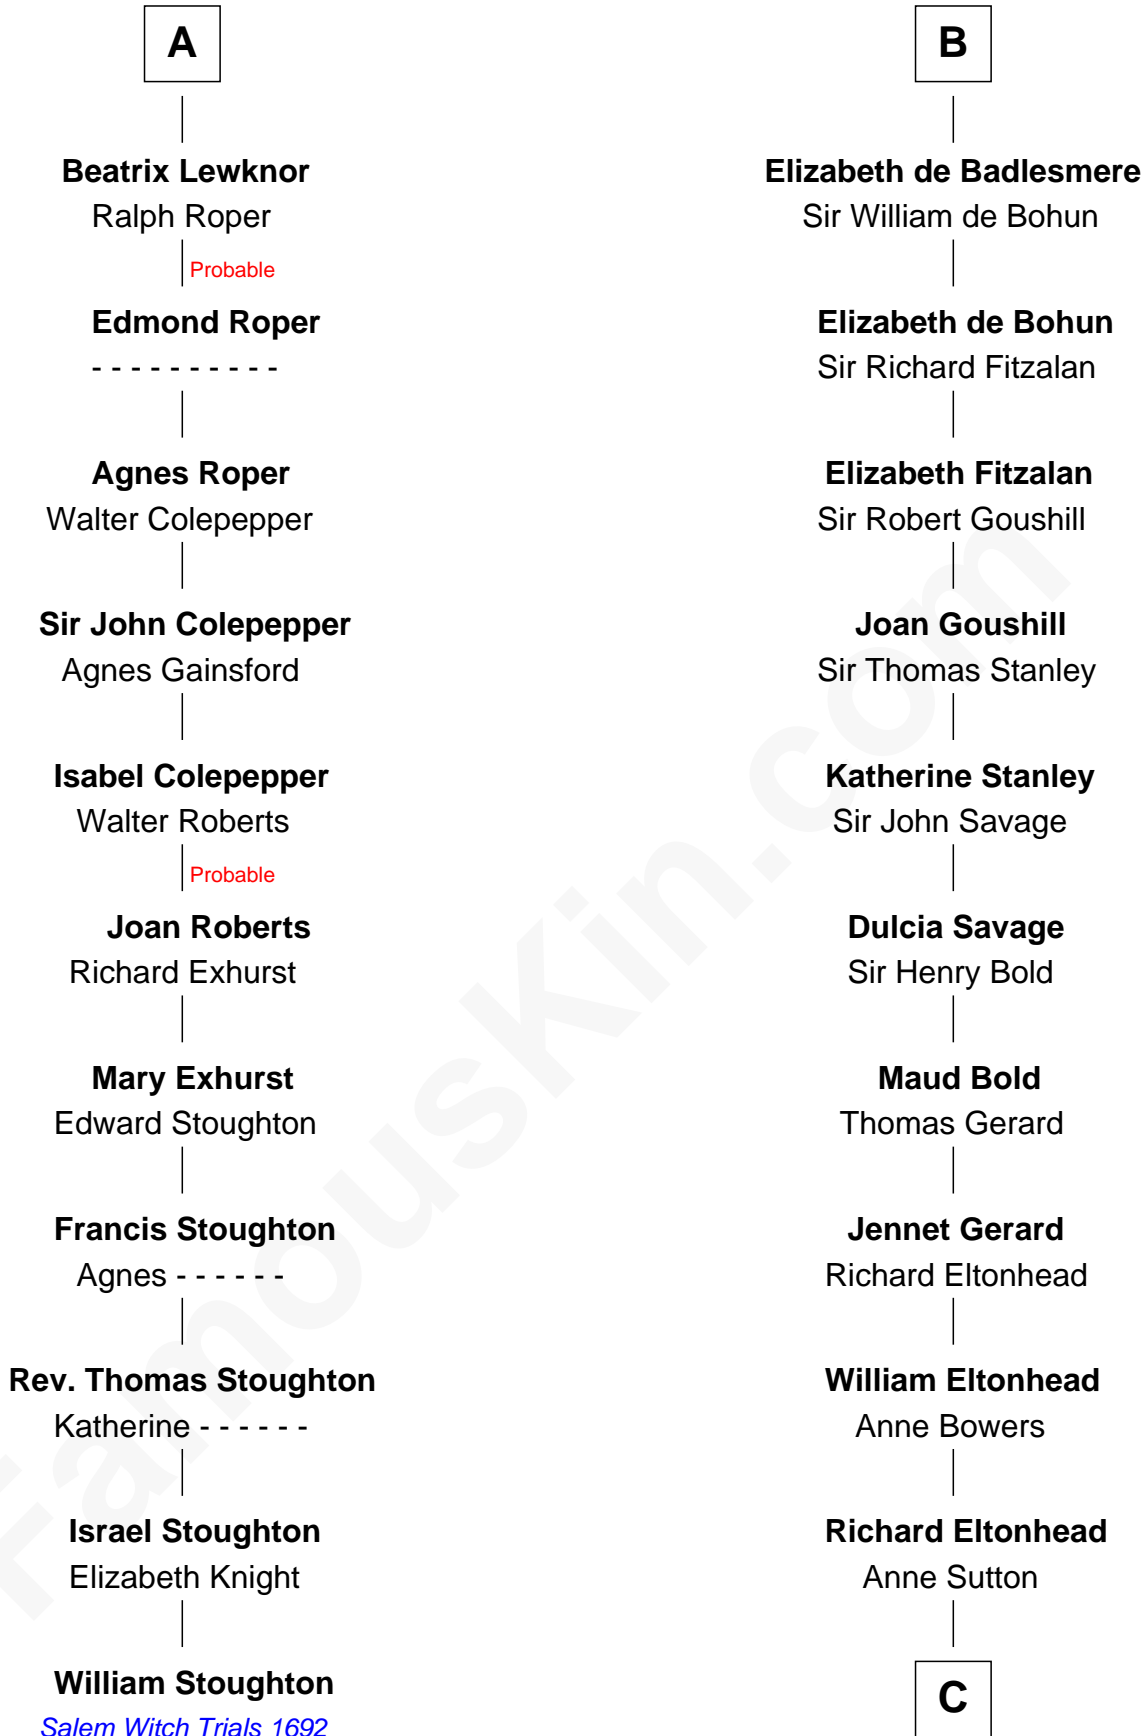 A
Beatrix Lewknor
Ralph Roper
Probable
Edmond Roper
- - - - - - - - - -
Agnes Roper
Walter Colepepper
Sir John Colepepper
Agnes Gainsford
Isabel Colepepper
Walter Roberts
Probable
Joan Roberts
Richard Exhurst
Mary Exhurst
Edward Stoughton
Francis Stoughton
Agnes - - - - - -
Rev. Thomas Stoughton
Katherine - - - - - -
Israel Stoughton
Elizabeth Knight
William Stoughton
Salem Witch Trials 1692
B
Elizabeth de Badlesmere
Sir William de Bohun
Elizabeth de Bohun
Sir Richard Fitzalan
Elizabeth Fitzalan
Sir Robert Goushill
Joan Goushill
Sir Thomas Stanley
Katherine Stanley
Sir John Savage
Dulcia Savage
Sir Henry Bold
Maud Bold
Thomas Gerard
Jennet Gerard
Richard Eltonhead
William Eltonhead
Anne Bowers
Richard Eltonhead
Anne Sutton
C
FamousKin.com